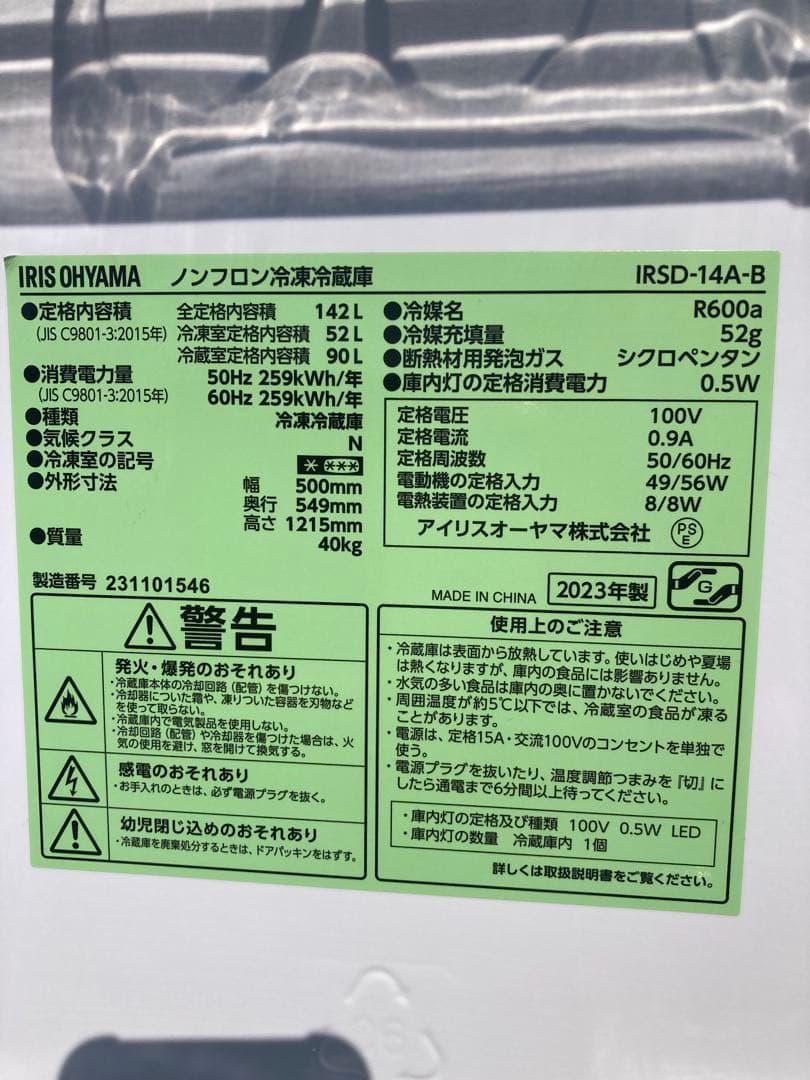 IRIS OHYAMA ノンフロン冷凍冷蔵庫 IRSD-14A-B
●定格内容積 全定格内容積 142L
(JIS C9801-3:2015年) 冷凍室定格内容積 52L
冷蔵室定格内容積 90L
●消費電力量 50Hz 259kWh/年
(JIS C9801-3:2015年) 60Hz 259kWh/年
●種類 冷凍冷蔵庫
●気候クラス N
●冷凍室の記号 * ***
●外形寸法 幅 500mm
奥行 549mm
高さ 1215mm
●質量 40kg
●冷媒名 R600a
●冷媒充填量 52g
●断熱材用発泡ガス シクロペンタン
●庫内灯の定格消費電力 0.5W
定格電圧 100V
定格電流 0.9A
定格周波数 50/60Hz
電動機の定格入力 49/56W
電熱装置の定格入力 8/8W
アイリスオーヤマ株式会社 PSE
製造番号 231101546
MADE IN CHINA 2023年製 G
警告
発火・爆発のおそれあり
・冷蔵庫本体の冷却回路(配管)を傷つけない。
・冷却器についた霜や、凍りついた容器を刃物など
を使って取らない。
・冷蔵庫内で電気製品を使用しない。
・冷却回路(配管)や冷却器を傷つけた場合は、火
気の使用を避け、窓を開けて換気する。
感電のおそれあり
・お手入れのときは、必ず電源プラグを抜く。
幼児閉じ込めのおそれあり
・冷蔵庫を廃棄処分するときは、ドアパッキンをはずす。
使用上のご注意
・冷蔵庫は表面から放熱しています。使いはじめや夏場
は熱くなりますが、庫内の食品には影響ありません。
・水気の多い食品は庫内の奥に置かないでください。
・周囲温度が約5℃以下では、冷蔵室の食品が凍る
ことがあります。
・電源は、定格15A・交流100Vのコンセントを単独で
使う。
・電源プラグを抜いたり、温度調節つまみを『切』に
したら通電まで6分間以上待ってください。
・庫内灯の定格及び種類 100V 0.5W LED
・庫内灯の数量 冷蔵庫内 1個
詳しくは取扱説明書をご覧ください。